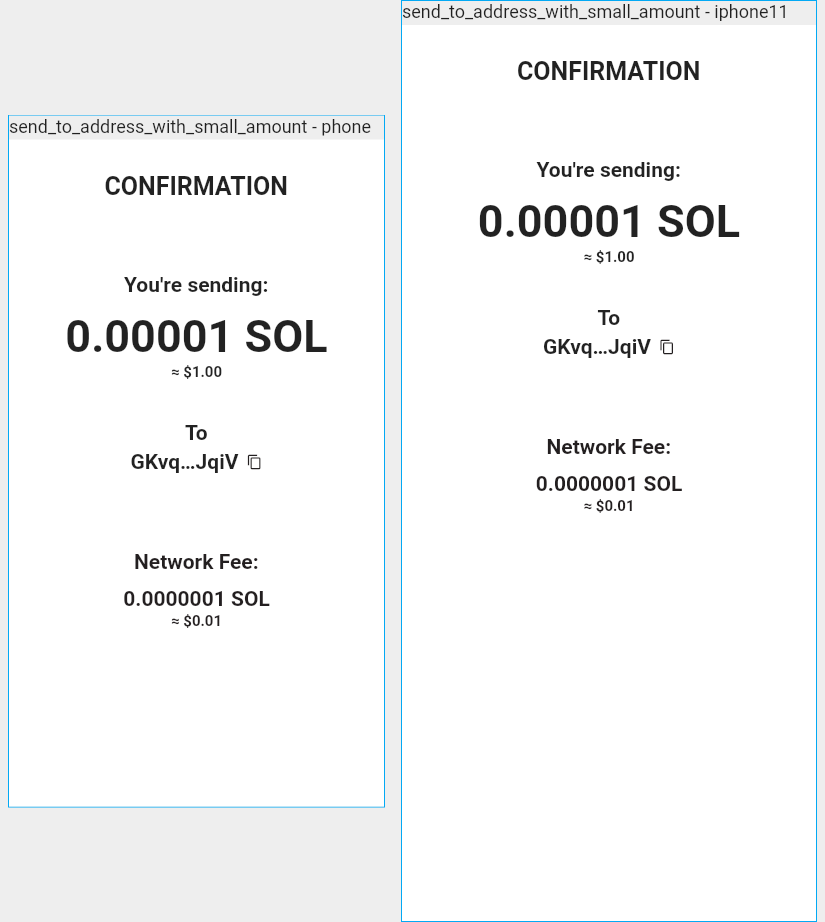 send_to_address_with_small_amount - phone
CONFIRMATION
You're sending:
0.00001 SOL
≈ $1.00
To
GKvq...JqiV
Network Fee:
0.0000001 SOL
≈ $0.01
send_to_address_with_small_amount - iphone11
CONFIRMATION
You're sending:
0.00001 SOL
≈ $1.00
To
GKvq...JqiV
Network Fee:
0.0000001 SOL
≈ $0.01